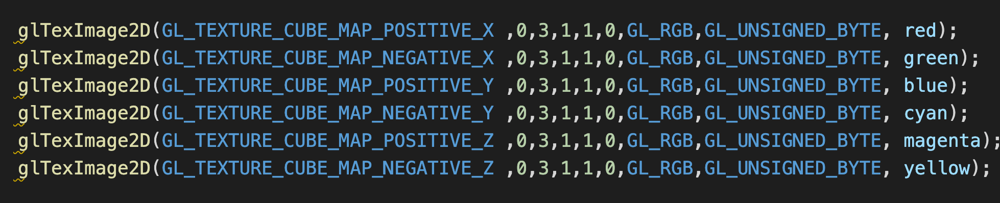 glTexImage2D(GL_TEXTURE_CUBE_MAP_POSITIVE_X ,0,3,1,1,0,GL_RGB,GL_UNSIGNED_BYTE, red);
glTexImage2D(GL_TEXTURE_CUBE_MAP_NEGATIVE_X ,0,3,1,1,0,GL_RGB,GL_UNSIGNED_BYTE, green);
glTexImage2D(GL_TEXTURE_CUBE_MAP_POSITIVE_Y ,0,3,1,1,0,GL_RGB,GL_UNSIGNED_BYTE, blue);
glTexImage2D(GL_TEXTURE_CUBE_MAP_NEGATIVE_Y ,0,3,1,1,0,GL_RGB,GL_UNSIGNED_BYTE, cyan);
glTexImage2D(GL_TEXTURE_CUBE_MAP_POSITIVE_Z ,0,3,1,1,0,GL_RGB,GL_UNSIGNED_BYTE, magenta);
glTexImage2D(GL_TEXTURE_CUBE_MAP_NEGATIVE_Z ,0,3,1,1,0,GL_RGB,GL_UNSIGNED_BYTE, yellow);